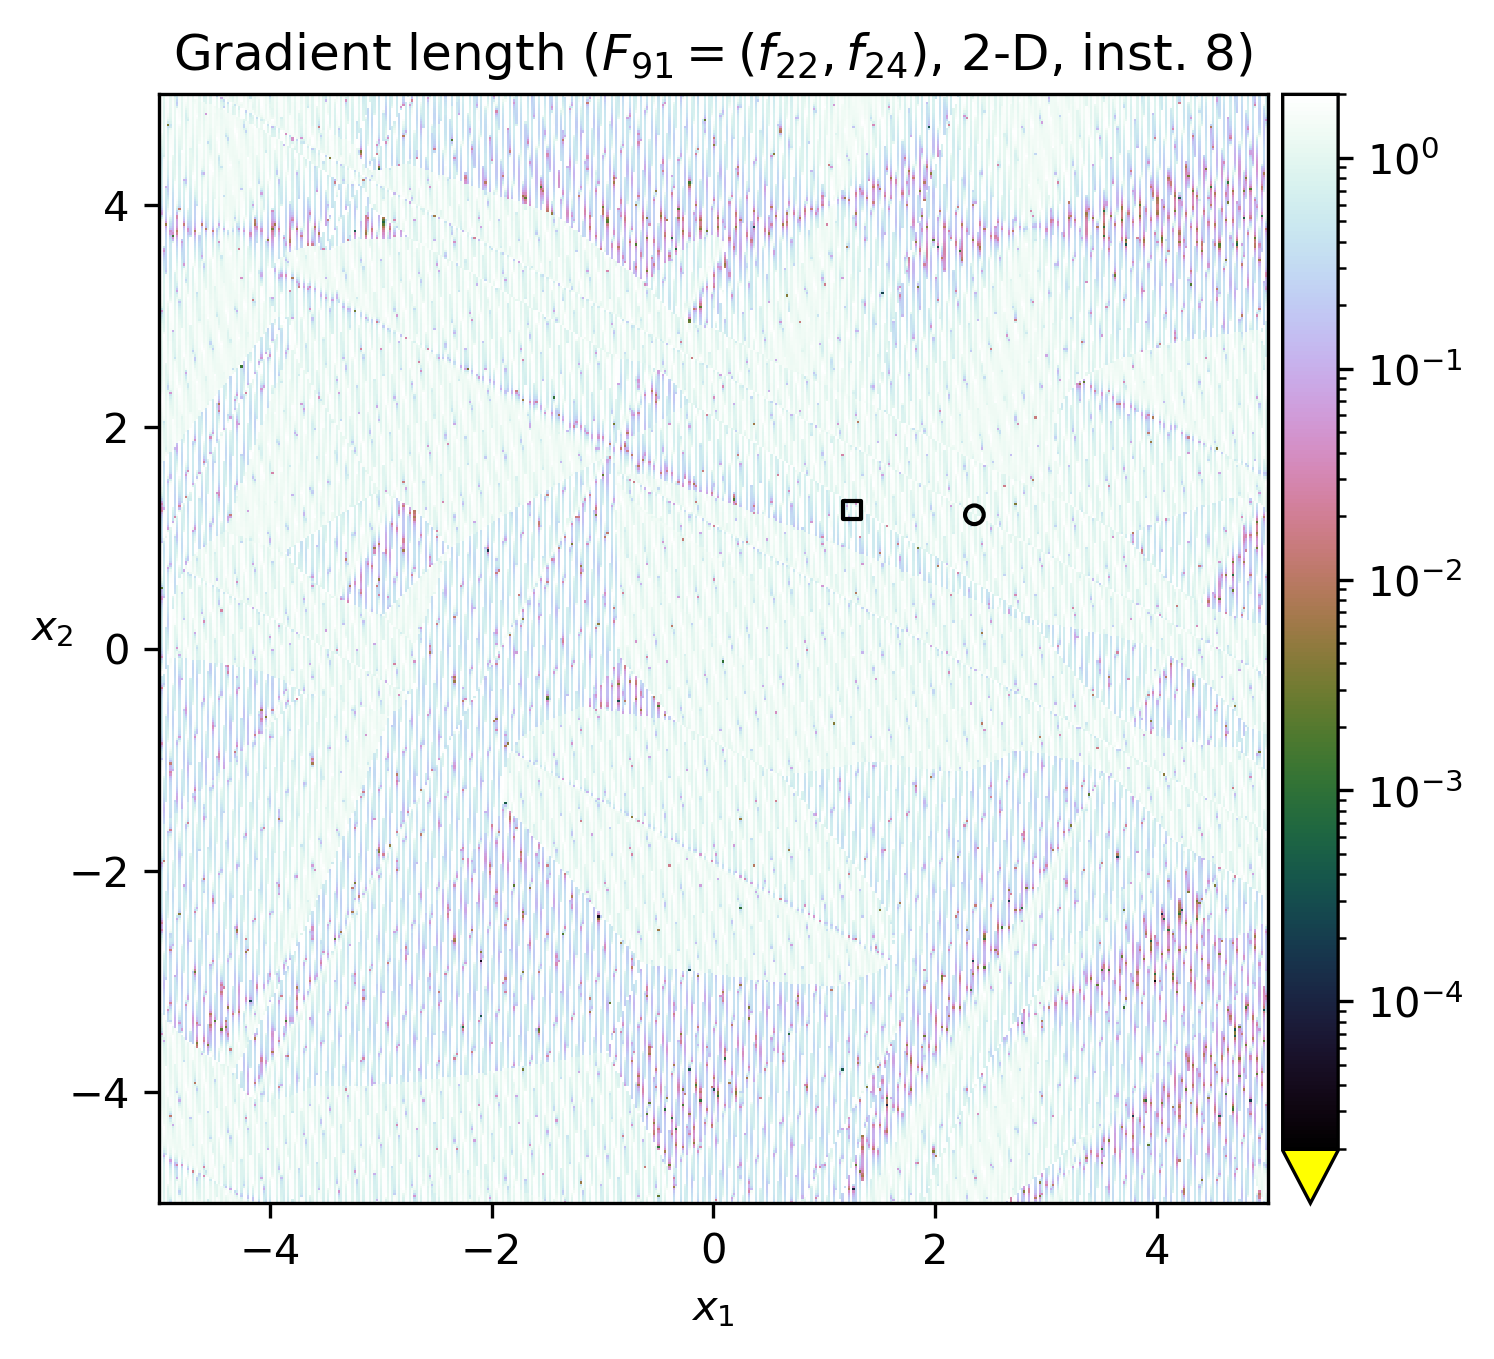 Gradient length (F₉₁ = (f₂₂, f₂₄), 2-D, inst. 8)
10⁰
4
10⁻¹
2
10⁻²
x₂
0
10⁻³
−2
10⁻⁴
−4
−4 −2 0 2 4
x₁